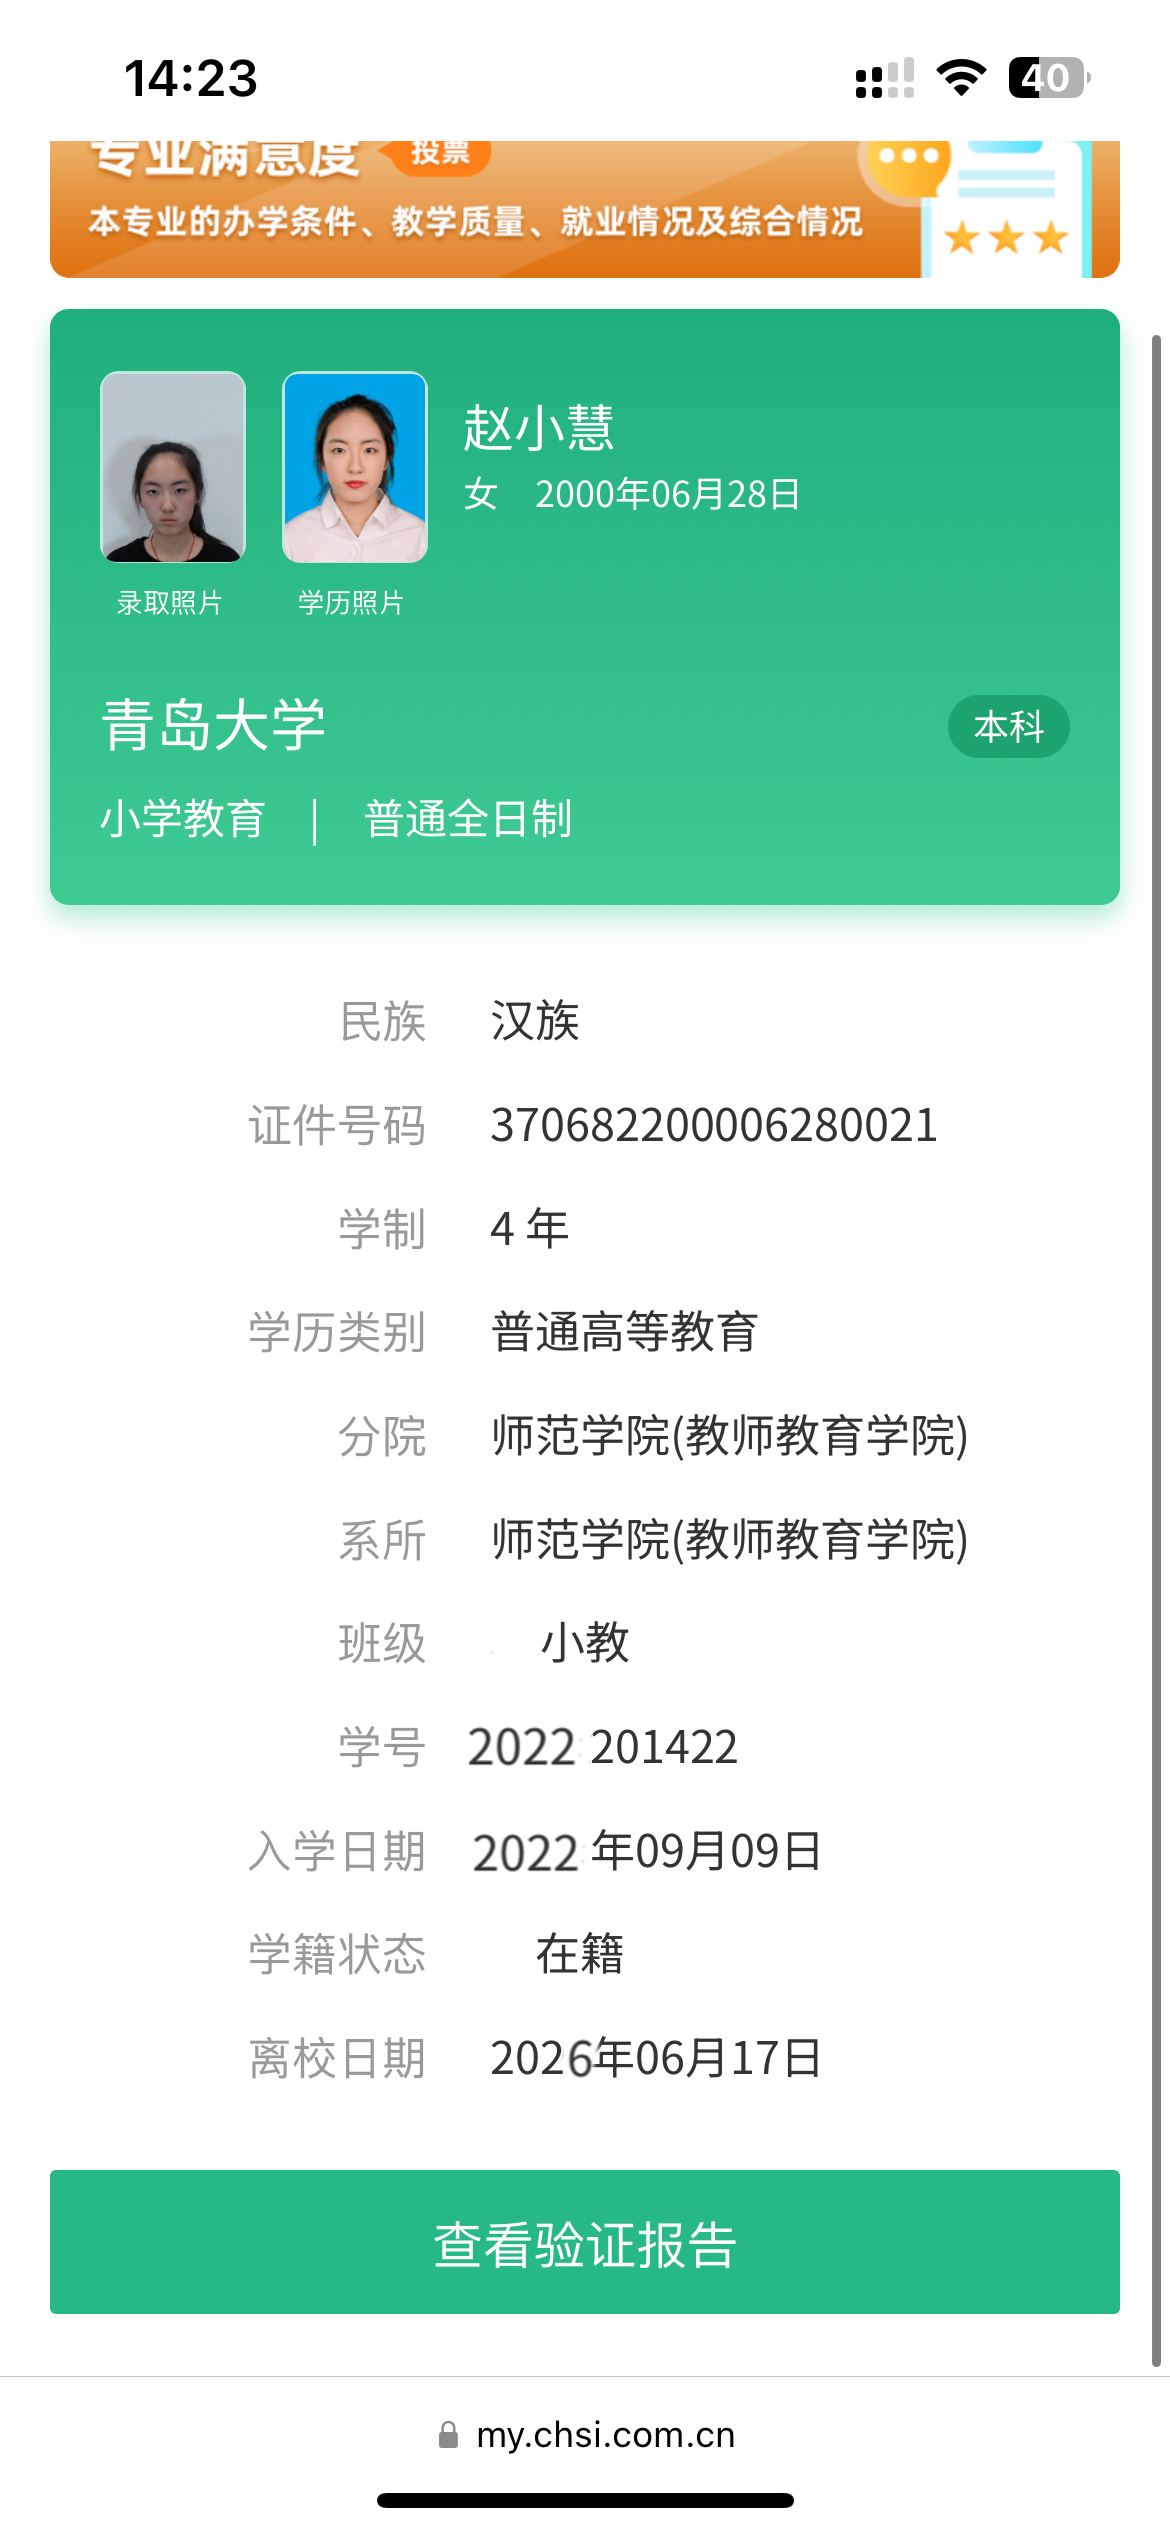 14:23
40
专业满意度 投票
本专业的办学条件、教学质量、就业情况及综合情况
赵小慧
女 2000年06月28日
录取照片 学历照片
青岛大学 本科
小学教育 | 普通全日制
民族 汉族
证件号码 370682200006280021
学制 4 年
学历类别 普通高等教育
分院 师范学院(教师教育学院)
系所 师范学院(教师教育学院)
班级 小教
学号 2022 201422
入学日期 2022 年09月09日
学籍状态 在籍
离校日期 2026年06月17日
查看验证报告
my.chsi.com.cn